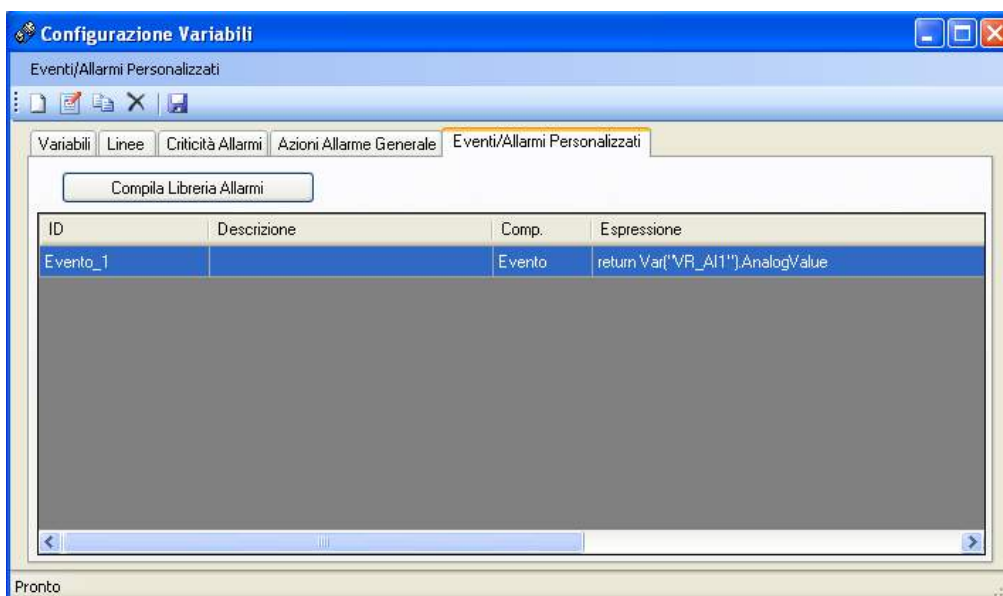 Configurazione Variabili
Eventi/Allarmi Personalizzati
Variabili Linee Criticità Allarmi Azioni Allarme Generale Eventi/Allarmi Personalizzati
Compila Libreria Allarmi
ID Descrizione Comp. Espressione
Evento_1 Evento return Var("VR_AI1").AnalogValue
Pronto